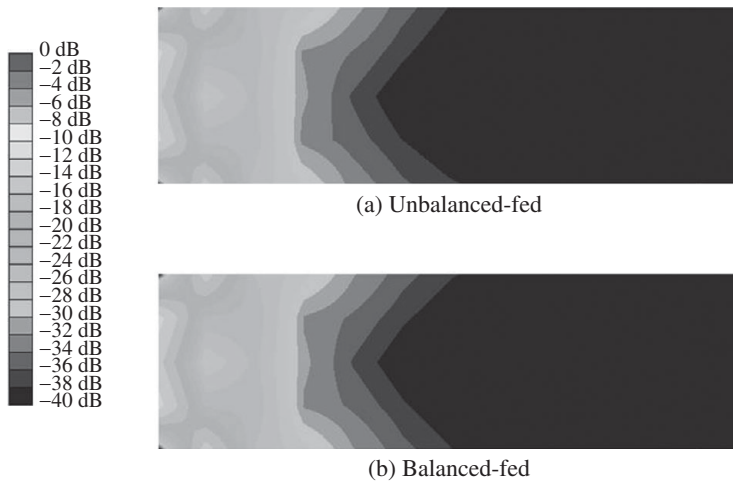 0 dB
−2 dB
−4 dB
−6 dB
−8 dB
−10 dB
−12 dB
−14 dB
−16 dB
−18 dB
−20 dB
−22 dB
−24 dB
−26 dB
−28 dB
−30 dB
−32 dB
−34 dB
−36 dB
−38 dB
−40 dB
(a) Unbalanced-fed
(b) Balanced-fed